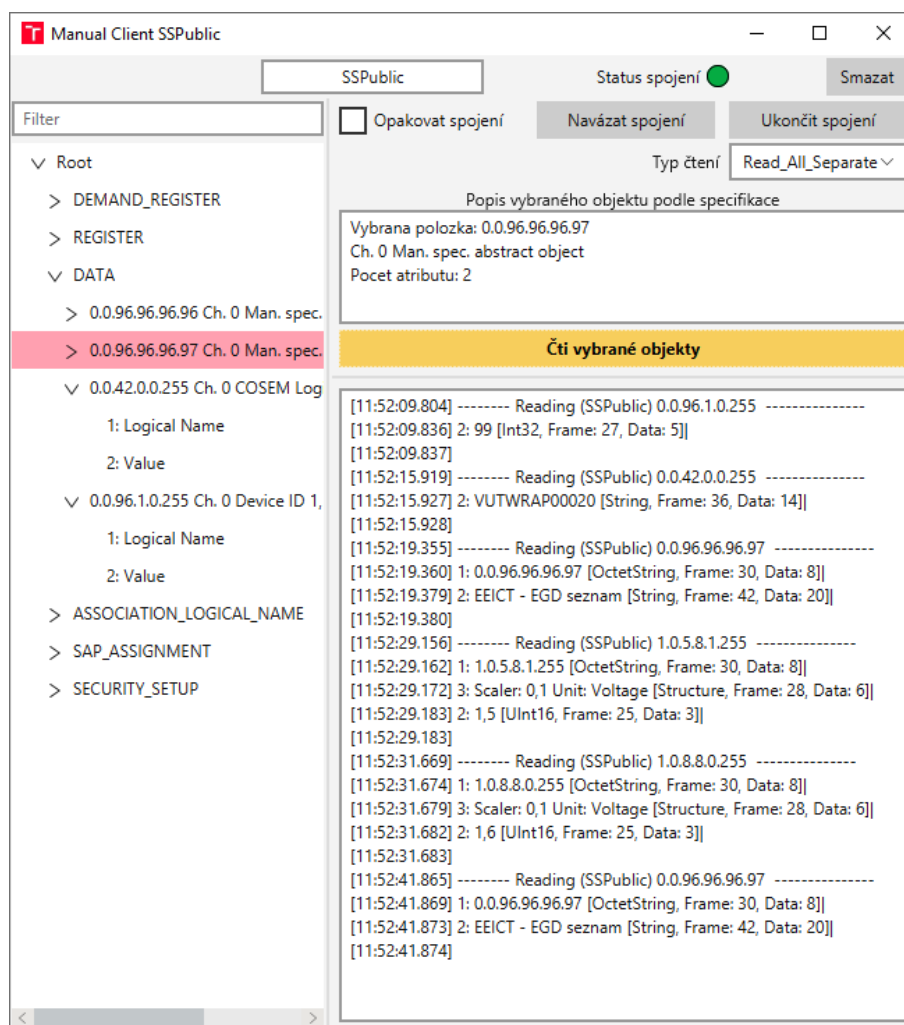 Manual Client SSPublic
SSPublic
Status spojení
Smazat
Filter
Opakovat spojení
Navázat spojení
Ukončit spojení
Typ čtení
Read_All_Separate
Root
DEMAND_REGISTER
REGISTER
DATA
0.0.96.96.96.96 Ch. 0 Man. spec.
0.0.96.96.96.97 Ch. 0 Man. spec.
0.0.42.0.0.255 Ch. 0 COSEM Log
1: Logical Name
2: Value
0.0.96.1.0.255 Ch. 0 Device ID 1,
1: Logical Name
2: Value
ASSOCIATION_LOGICAL_NAME
SAP_ASSIGNMENT
SECURITY_SETUP
Popis vybraného objektu podle specifikace
Vybrana polozka: 0.0.96.96.96.97
Ch. 0 Man. spec. abstract object
Pocet atributu: 2
Čti vybrané objekty
[11:52:09.804] -------- Reading (SSPublic) 0.0.96.1.0.255 ---------------
[11:52:09.836] 2: 99 [Int32, Frame: 27, Data: 5]|
[11:52:09.837]
[11:52:15.919] -------- Reading (SSPublic) 0.0.42.0.0.255 ---------------
[11:52:15.927] 2: VUTWRAP00020 [String, Frame: 36, Data: 14]|
[11:52:15.928]
[11:52:19.355] -------- Reading (SSPublic) 0.0.96.96.96.97 ---------------
[11:52:19.360] 1: 0.0.96.96.96.97 [OctetString, Frame: 30, Data: 8]|
[11:52:19.379] 2: EEICT - EGD seznam [String, Frame: 42, Data: 20]|
[11:52:19.380]
[11:52:29.156] -------- Reading (SSPublic) 1.0.5.8.1.255 ---------------
[11:52:29.162] 1: 1.0.5.8.1.255 [OctetString, Frame: 30, Data: 8]|
[11:52:29.172] 3: Scaler: 0,1 Unit: Voltage [Structure, Frame: 28, Data: 6]|
[11:52:29.183] 2: 1,5 [UInt16, Frame: 25, Data: 3]|
[11:52:29.183]
[11:52:31.669] -------- Reading (SSPublic) 1.0.8.8.0.255 ---------------
[11:52:31.674] 1: 1.0.8.8.0.255 [OctetString, Frame: 30, Data: 8]|
[11:52:31.679] 3: Scaler: 0,1 Unit: Voltage [Structure, Frame: 28, Data: 6]|
[11:52:31.682] 2: 1,6 [UInt16, Frame: 25, Data: 3]|
[11:52:31.683]
[11:52:41.865] -------- Reading (SSPublic) 0.0.96.96.96.97 ---------------
[11:52:41.869] 1: 0.0.96.96.96.97 [OctetString, Frame: 30, Data: 8]|
[11:52:41.873] 2: EEICT - EGD seznam [String, Frame: 42, Data: 20]|
[11:52:41.874]